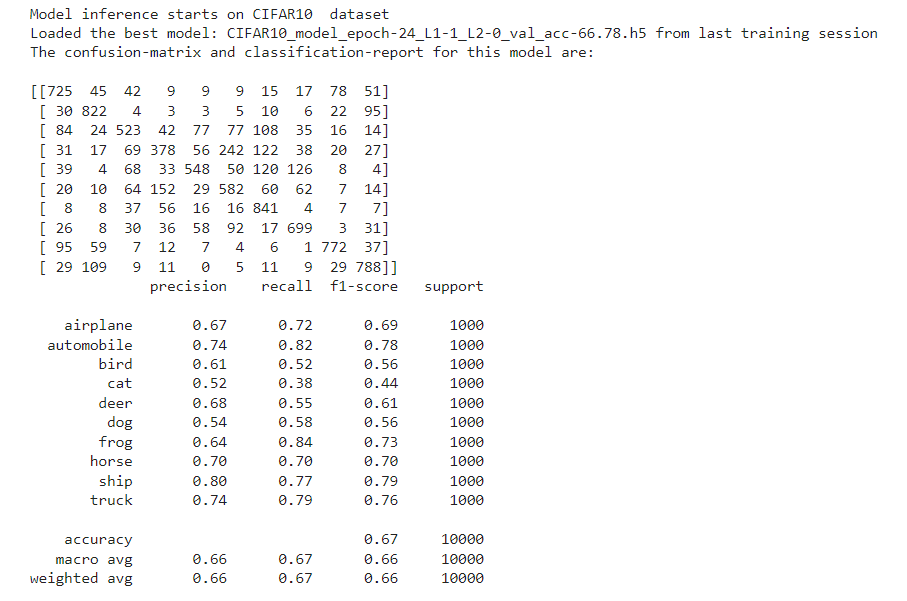 Model inference starts on CIFAR10  dataset
Loaded the best model: CIFAR10_model_epoch-24_L1-1_L2-0_val_acc-66.78.h5 from last training session
The confusion-matrix and classification-report for this model are:

[[725  45  42   9   9   9  15  17  78  51]
 [ 30 822   4   3   3   5  10   6  22  95]
 [ 84  24 523  42  77  77 108  35  16  14]
 [ 31  17  69 378  56 242 122  38  20  27]
 [ 39   4  68  33 548  50 120 126   8   4]
 [ 20  10  64 152  29 582  60  62   7  14]
 [  8   8  37  56  16  16 841   4   7   7]
 [ 26   8  30  36  58  92  17 699   3  31]
 [ 95  59   7  12   7   4   6   1 772  37]
 [ 29 109   9  11   0   5  11   9  29 788]]
              precision    recall  f1-score   support

    airplane       0.67      0.72      0.69      1000
  automobile       0.74      0.82      0.78      1000
        bird       0.61      0.52      0.56      1000
         cat       0.52      0.38      0.44      1000
        deer       0.68      0.55      0.61      1000
         dog       0.54      0.58      0.56      1000
        frog       0.64      0.84      0.73      1000
       horse       0.70      0.70      0.70      1000
        ship       0.80      0.77      0.79      1000
       truck       0.74      0.79      0.76      1000

    accuracy                           0.67     10000
   macro avg       0.66      0.67      0.66     10000
weighted avg       0.66      0.67      0.66     10000